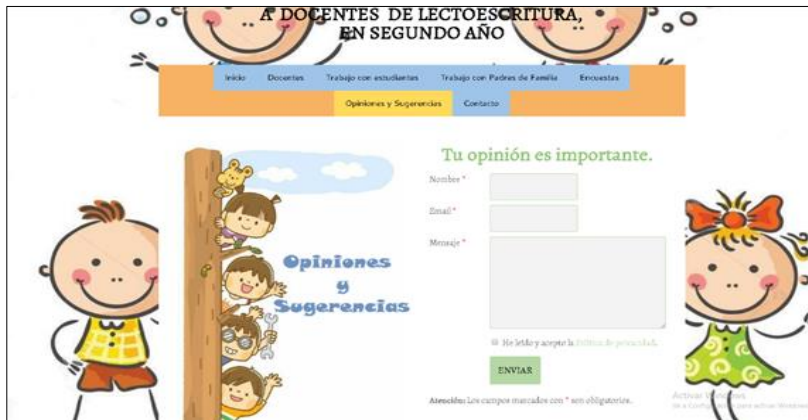 A DOCENTES DE LECTOESCRITURA,
EN SEGUNDO AÑO
Inicio Docentes Trabajo con estudiantes Trabajo con Padres de Familia Encuestas
Opiniones y Sugerencias Contacto
Tu opinión es importante.
Nombre *
Email *
Mensaje *
Opiniones
y
Sugerencias
He leído y acepto la Política de privacidad.
ENVIAR
Atención: Los campos marcados con * son obligatorios.
Activar Windows